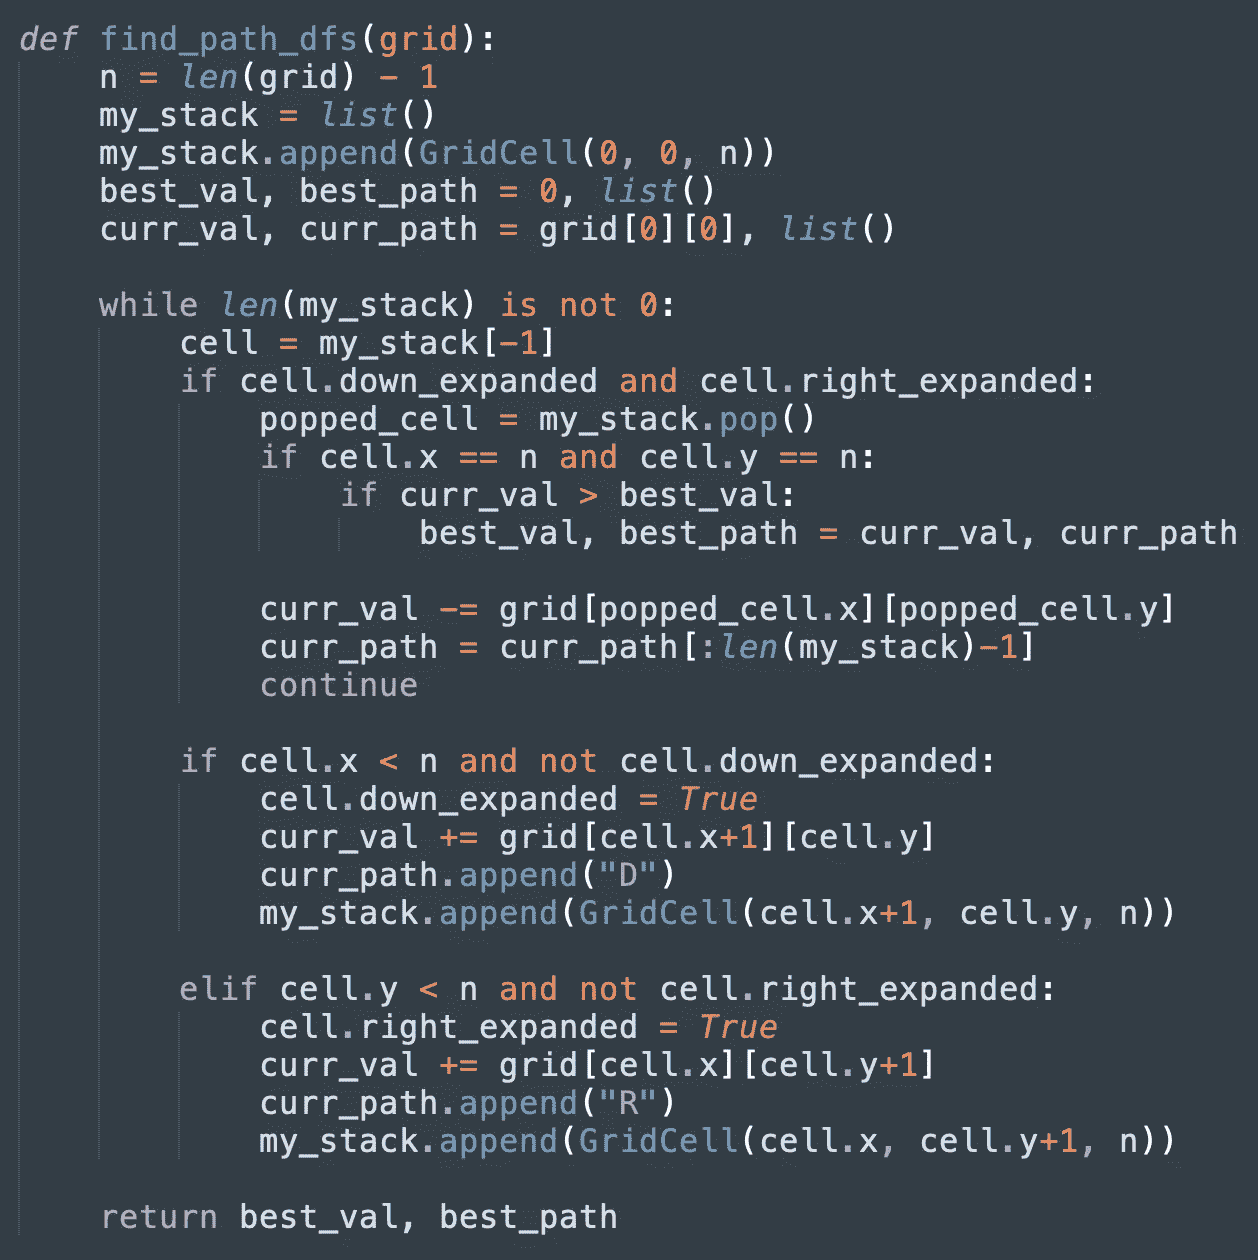 def find_path_dfs(grid):
    n = len(grid) - 1
    my_stack = list()
    my_stack.append(GridCell(0, 0, n))
    best_val, best_path = 0, list()
    curr_val, curr_path = grid[0][0], list()

    while len(my_stack) is not 0:
        cell = my_stack[-1]
        if cell.down_expanded and cell.right_expanded:
            popped_cell = my_stack.pop()
            if cell.x == n and cell.y == n:
                if curr_val > best_val:
                    best_val, best_path = curr_val, curr_path

            curr_val -= grid[popped_cell.x][popped_cell.y]
            curr_path = curr_path[:len(my_stack)-1]
            continue

        if cell.x < n and not cell.down_expanded:
            cell.down_expanded = True
            curr_val += grid[cell.x+1][cell.y]
            curr_path.append("D")
            my_stack.append(GridCell(cell.x+1, cell.y, n))

        elif cell.y < n and not cell.right_expanded:
            cell.right_expanded = True
            curr_val += grid[cell.x][cell.y+1]
            curr_path.append("R")
            my_stack.append(GridCell(cell.x, cell.y+1, n))

    return best_val, best_path